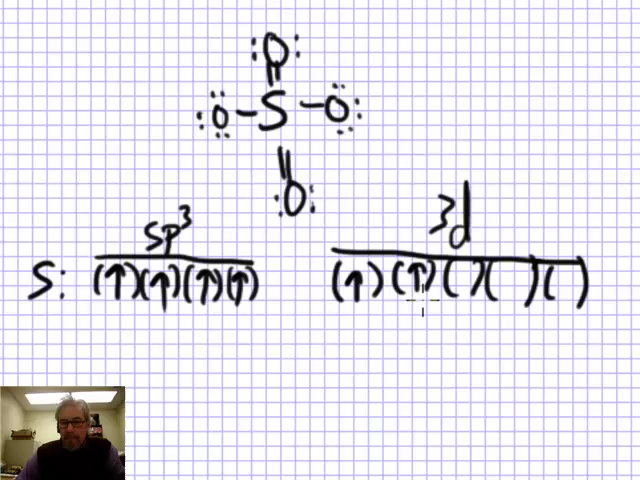 :O:
:O-S-O:
O:
sp³ 3d
S: (↑)(↑)(↑)(↑) (↑)(↑)( )( )( )